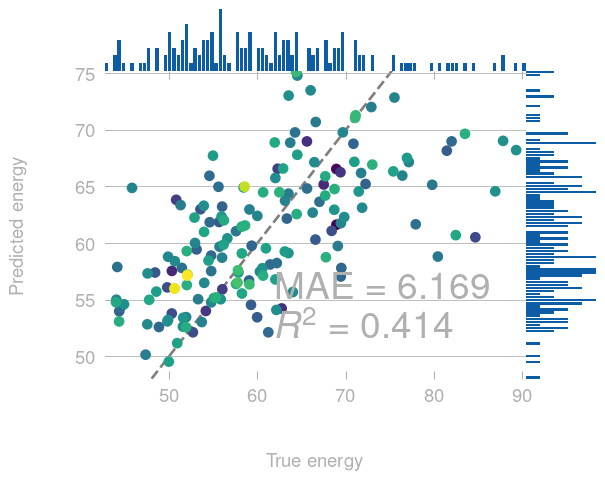 75
70
65
60
55
50
MAE = 6.169
R² = 0.414
50 60 70 80 90
Predicted energy
True energy